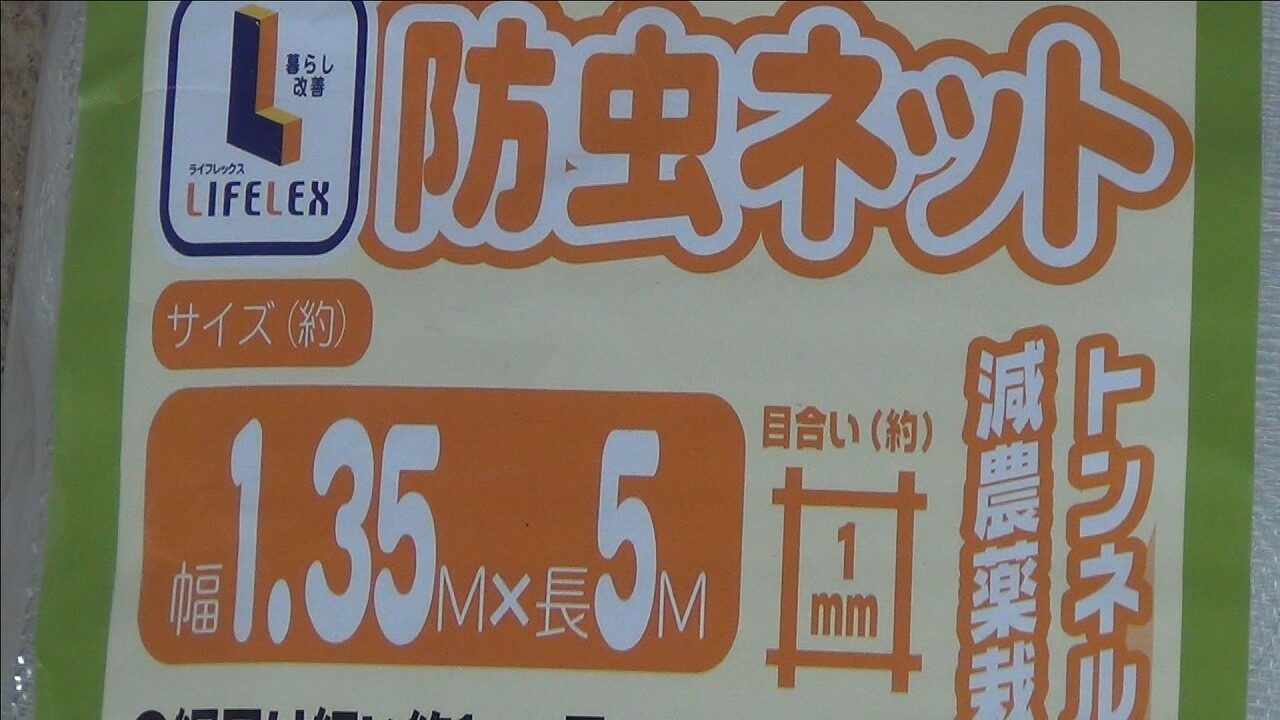 暮らし
改善
ライフレックス
LIFELEX
防虫ネット
サイズ（約）
幅1.35M×長5M
目合い（約）
1
mm
トンネル
減農薬栽